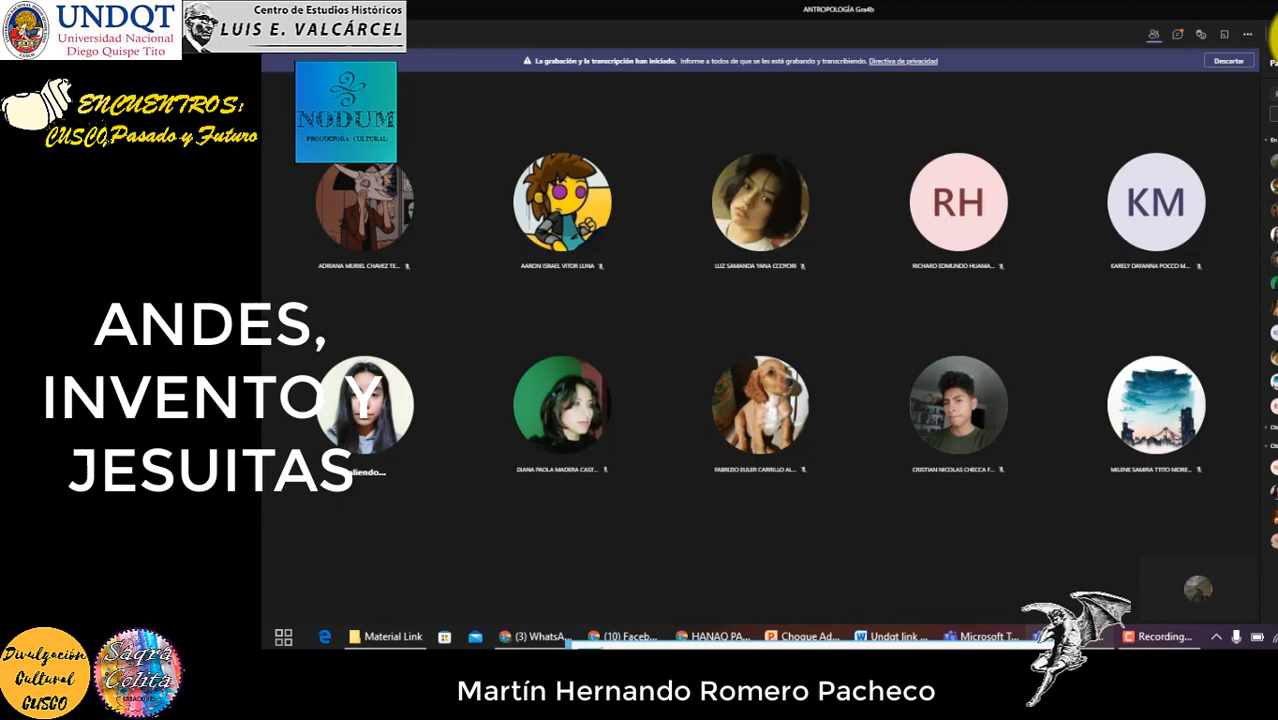 UNDQT
Universidad Nacional
Diego Quispe Tito
Centro de Estudios Históricos
LUIS E. VALCÁRCEL
ENCUENTROS:
CUSCO, Pasado y Futuro
NODUM
PRODUCTORA CULTURAL
ANTROPOLOGÍA Gra4b
La grabación y la transcripción han iniciado. Informe a todos de que se les está grabando y transcribiendo. Directiva de privacidad
Descartar
ADRIANA MURIEL CHAVEZ TE...
AARON ISRAEL VITOR LUNA
LUZ SAMANDA YANA CCOYORI
RH
RICHARD EDMUNDO HUAMA...
KM
KARELY DAYANNA POCCO M...
ANDES,
INVENTO Y
JESUITAS
DIANA PAOLA MADERA CAST...
FABRIZIO EULER CARRILLO AL...
CRISTIAN NICOLAS CHECCA F...
MILENE SAMIRA TTITO MORE...
Material Link
(3) WhatsA...
(10) Faceb...
HANAQ PA...
Choque Ad...
Undqt link ...
Microsoft T...
Recording...
Divulgación
Cultural
CUSCO
Saqra
Colita
CREACIONES
Martín Hernando Romero Pacheco